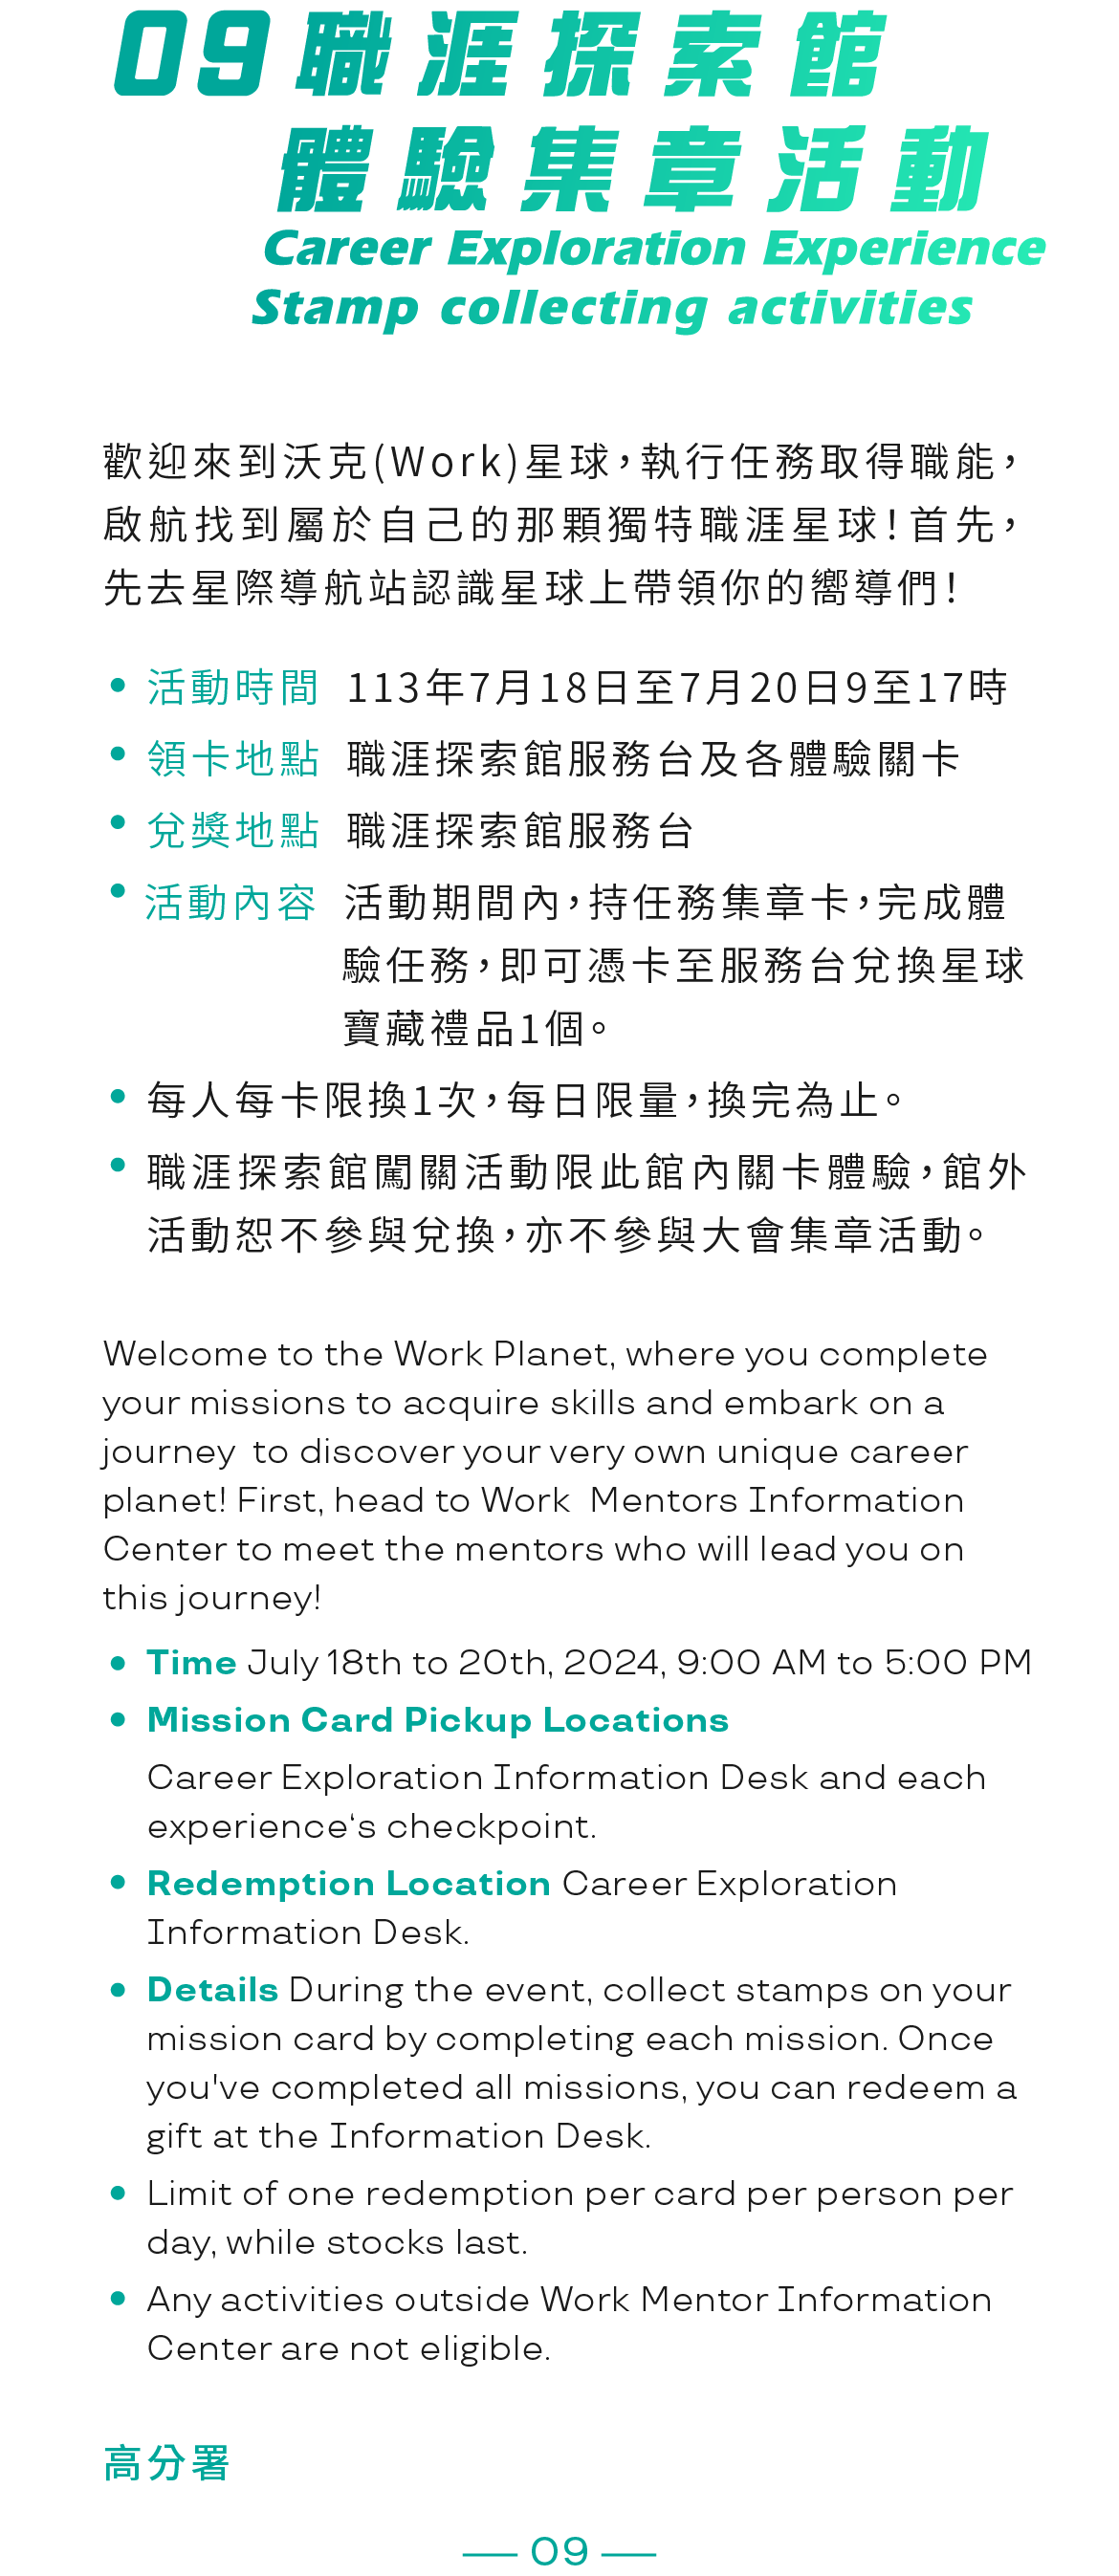 09職涯探索館
體驗集章活動
Career Exploration Experience
Stamp collecting activities
歡迎來到沃克(Work)星球，執行任務取得職能，
啟航找到屬於自己的那顆獨特職涯星球！首先，
先去星際導航站認識星球上帶領你的嚮導們！
• 活動時間 113年7月18日至7月20日9至17時
• 領卡地點 職涯探索館服務台及各體驗關卡
• 兌獎地點 職涯探索館服務台
• 活動內容 活動期間內，持任務集章卡，完成體
驗任務，即可憑卡至服務台兌換星球
寶藏禮品1個。
• 每人每卡限換1次，每日限量，換完為止。
• 職涯探索館闖關活動限此館內關卡體驗，館外
活動恕不參與兌換，亦不參與大會集章活動。
Welcome to the Work Planet, where you complete
your missions to acquire skills and embark on a
journey to discover your very own unique career
planet! First, head to Work Mentors Information
Center to meet the mentors who will lead you on
this journey!
• Time July 18th to 20th, 2024, 9:00 AM to 5:00 PM
• Mission Card Pickup Locations
Career Exploration Information Desk and each
experience‘s checkpoint.
• Redemption Location Career Exploration
Information Desk.
• Details During the event, collect stamps on your
mission card by completing each mission. Once
you've completed all missions, you can redeem a
gift at the Information Desk.
• Limit of one redemption per card per person per
day, while stocks last.
• Any activities outside Work Mentor Information
Center are not eligible.
高分署
— 09 —